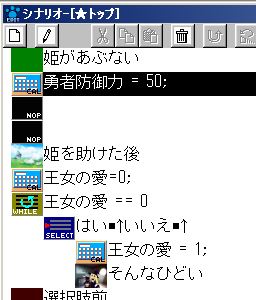 シナリオー[★トップ]
姫があぶない
勇者防御力 = 50;
CAL
NOP
NOP
姫を助けた後
王女の愛=0;
CAL
王女の愛 == 0
WHILE
はい■↑いいえ■↑
SELECT
王女の愛 = 1;
CAL
そんなひどい
選択時前